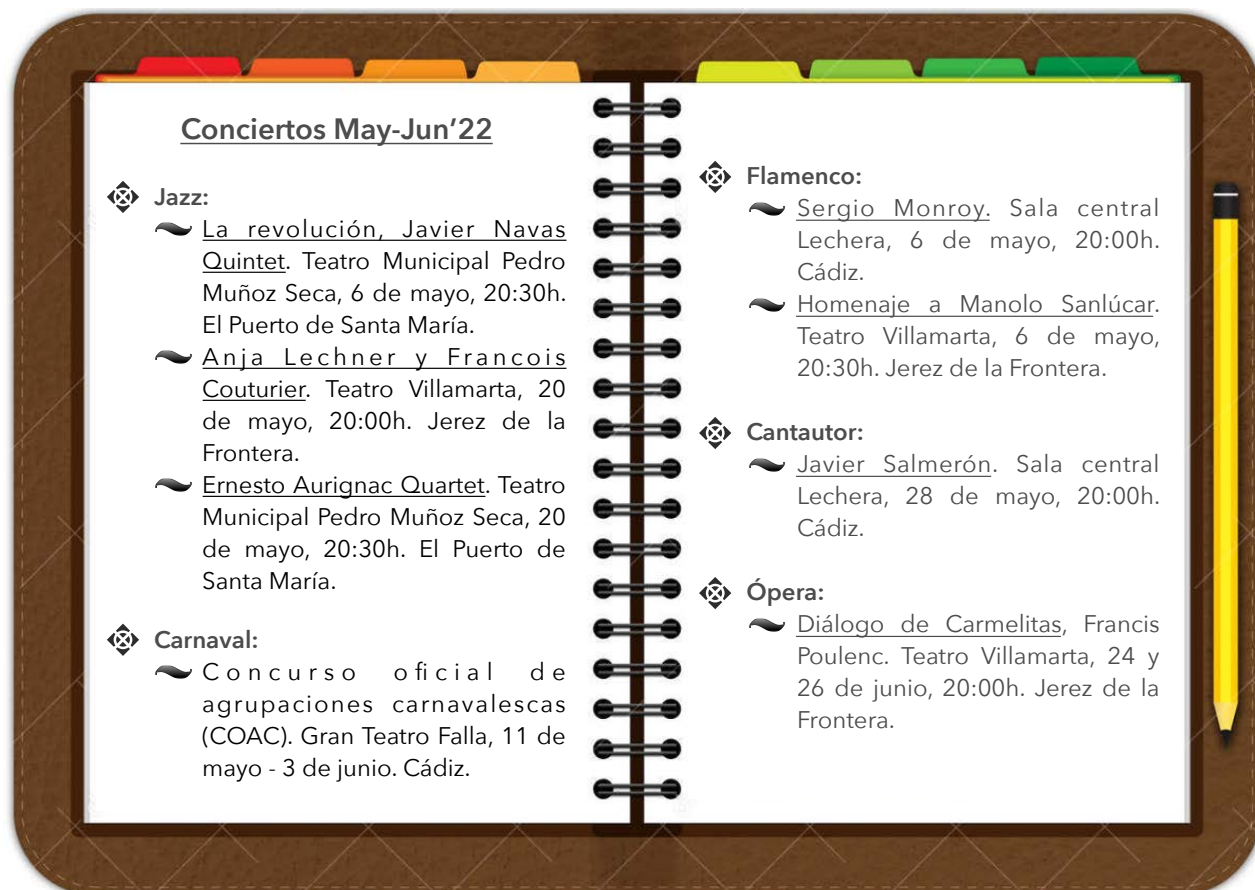 Conciertos May-Jun’22
Jazz:
La revolución, Javier Navas
Quintet. Teatro Municipal Pedro
Muñoz Seca, 6 de mayo, 20:30h.
El Puerto de Santa María.
Anja Lechner y Francois
Couturier. Teatro Villamarta, 20
de mayo, 20:00h. Jerez de la
Frontera.
Ernesto Aurignac Quartet. Teatro
Municipal Pedro Muñoz Seca, 20
de mayo, 20:30h. El Puerto de
Santa María.
Carnaval:
Concurso oficial de
agrupaciones carnavalescas
(COAC). Gran Teatro Falla, 11 de
mayo - 3 de junio. Cádiz.
Flamenco:
Sergio Monroy. Sala central
Lechera, 6 de mayo, 20:00h.
Cádiz.
Homenaje a Manolo Sanlúcar.
Teatro Villamarta, 6 de mayo,
20:30h. Jerez de la Frontera.
Cantautor:
Javier Salmerón. Sala central
Lechera, 28 de mayo, 20:00h.
Cádiz.
Ópera:
Diálogo de Carmelitas, Francis
Poulenc. Teatro Villamarta, 24 y
26 de junio, 20:00h. Jerez de la
Frontera.